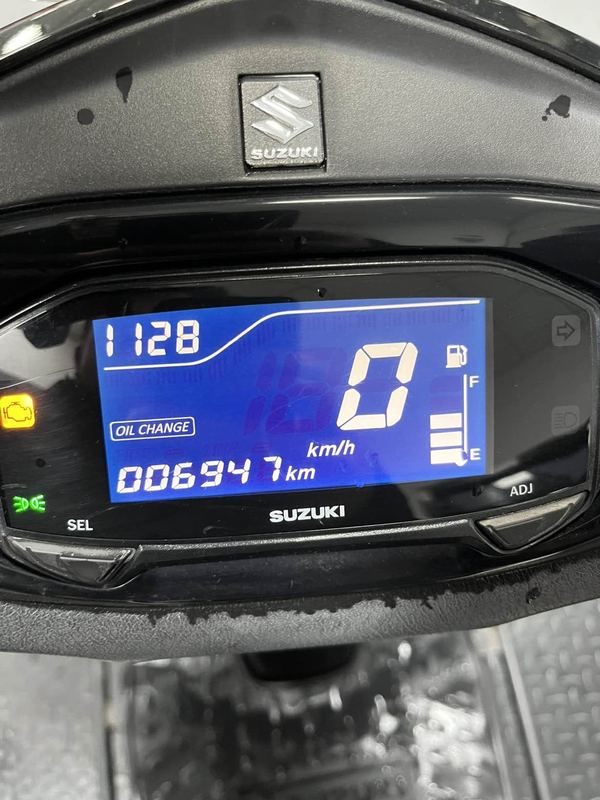 SUZUKI
1128
0
F
OIL CHANGE
km/h
E
006947 km
SEL
SUZUKI
ADJ